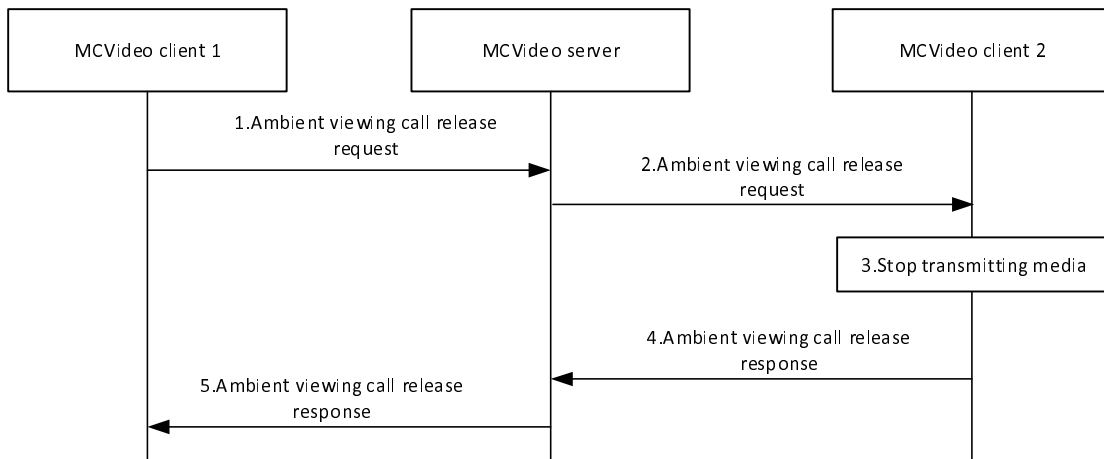 MCVideo client 1
MCVideo server
MCVideo client 2
1.Ambient viewing call release
request
2.Ambient viewing call release
request
3.Stop transmitting media
4.Ambient viewing call release
response
5.Ambient viewing call release
response